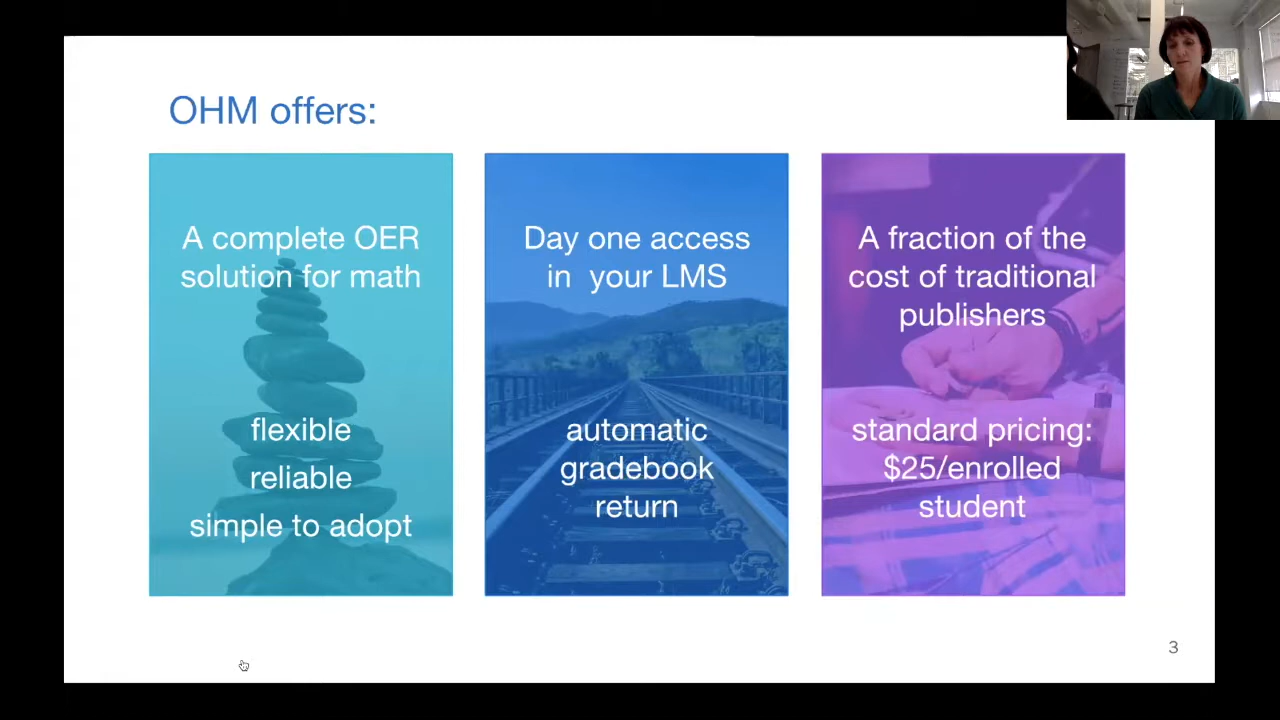 OHM offers:
A complete OER
solution for math
flexible
reliable
simple to adopt
Day one access
in  your LMS
automatic
gradebook
return
A fraction of the
cost of traditional
publishers
standard pricing:
$25/enrolled
student
3